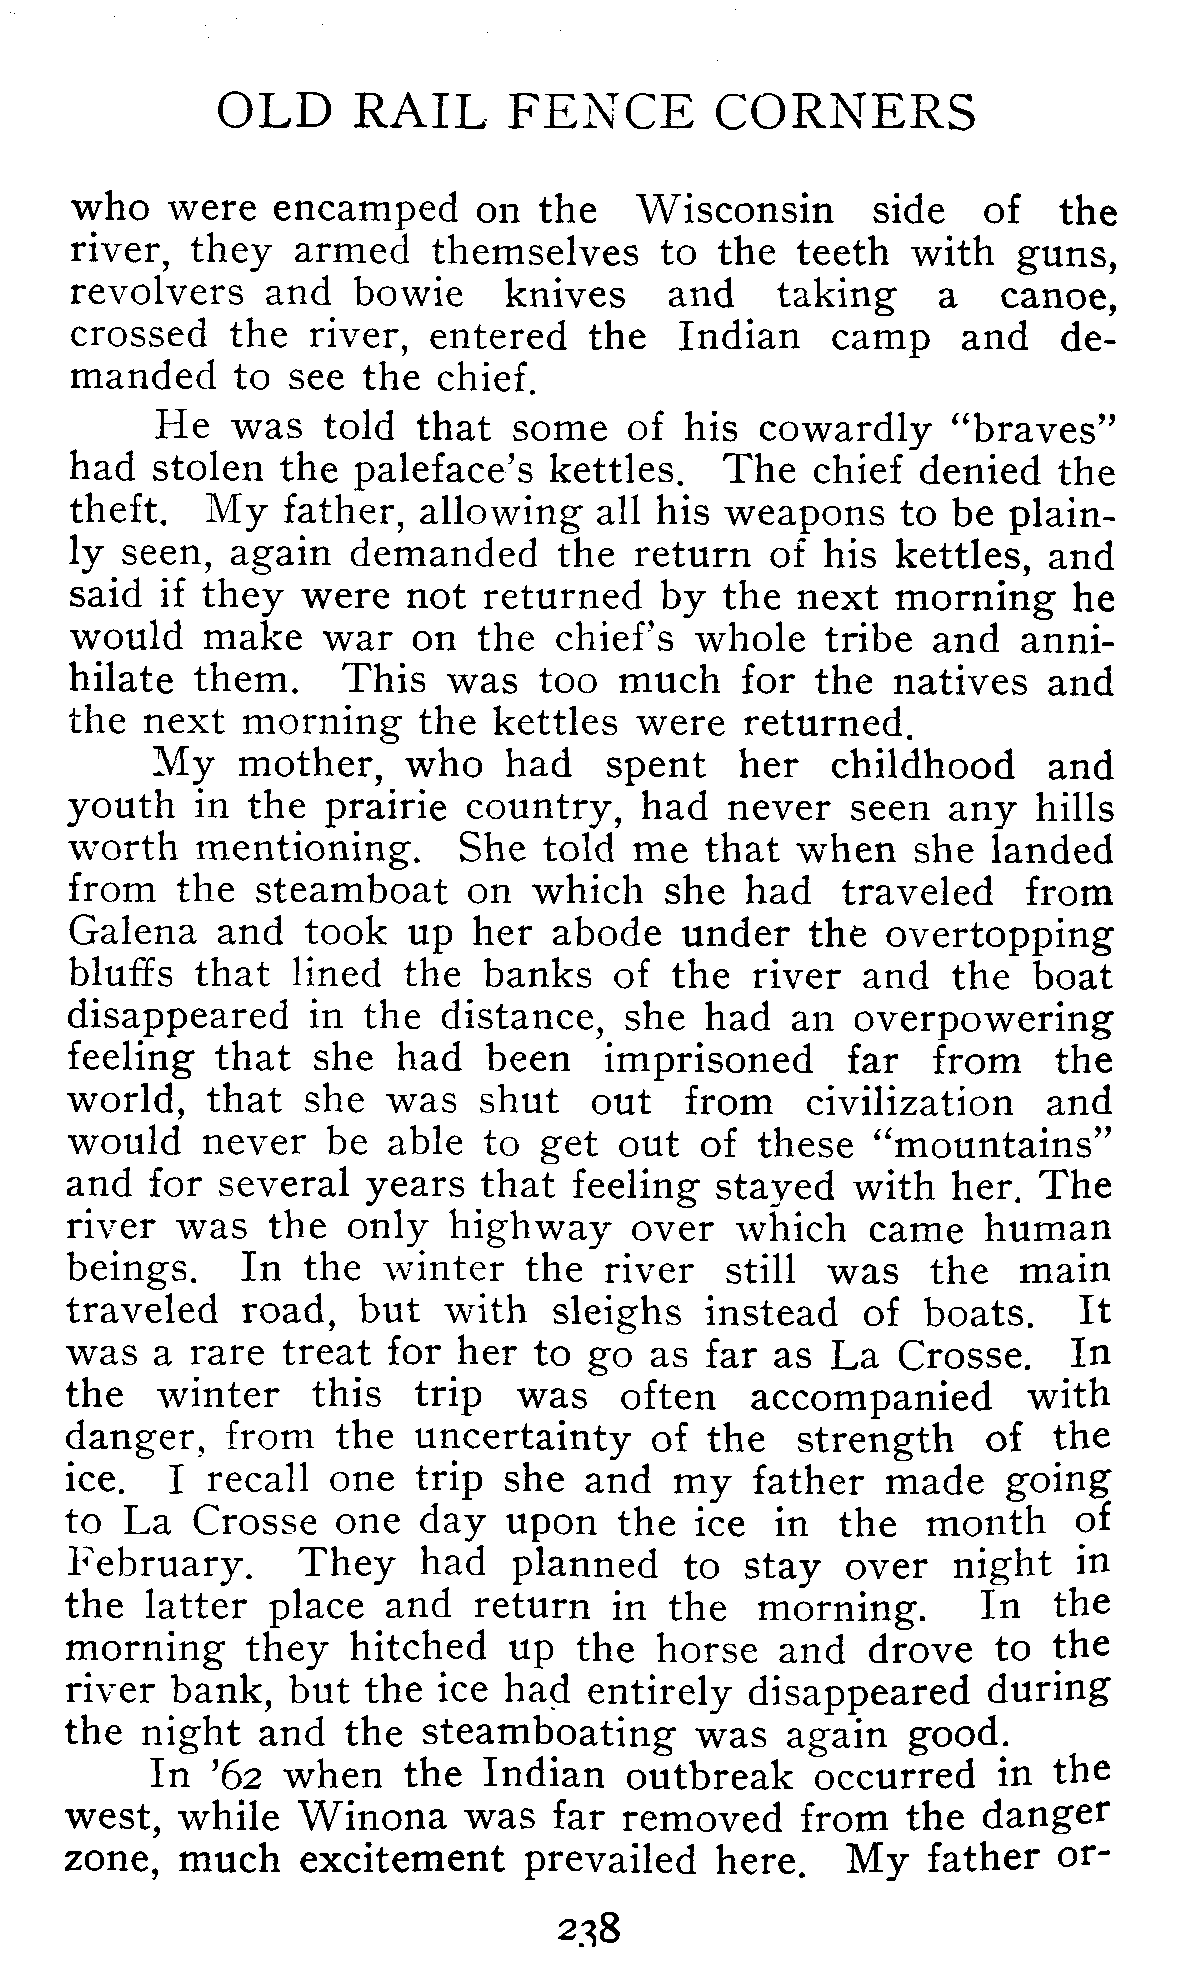 OLD RAIL FENCE CORNERS
who were encamped on the Wisconsin side of the
river, they armed themselves to the teeth with guns,
revolvers and bowie knives and taking a canoe,
crossed the river, entered the Indian camp and de-
manded to see the chief.
He was told that some of his cowardly “braves”
had stolen the paleface’s kettles. The chief denied the
theft. My father, allowing all his weapons to be plain-
ly seen, again demanded the return of his kettles, and
said if they were not returned by the next morning he
would make war on the chief’s whole tribe and anni-
hilate them. This was too much for the natives and
the next morning the kettles were returned.
My mother, who had spent her childhood and
youth in the prairie country, had never seen any hills
worth mentioning. She told me that when she landed
from the steamboat on which she had traveled from
Galena and took up her abode under the overtopping
bluffs that lined the banks of the river and the boat
disappeared in the distance, she had an overpowering
feeling that she had been imprisoned far from the
world, that she was shut out from civilization and
would never be able to get out of these “mountains”
and for several years that feeling stayed with her. The
river was the only highway over which came human
beings. In the winter the river still was the main
traveled road, but with sleighs instead of boats. It
was a rare treat for her to go as far as La Crosse. In
the winter this trip was often accompanied with
danger, from the uncertainty of the strength of the
ice. I recall one trip she and my father made going
to La Crosse one day upon the ice in the month of
February. They had planned to stay over night in
the latter place and return in the morning. In the
morning they hitched up the horse and drove to the
river bank, but the ice had entirely disappeared during
the night and the steamboating was again good.
In ’62 when the Indian outbreak occurred in the
west, while Winona was far removed from the danger
zone, much excitement prevailed here. My father or-
238